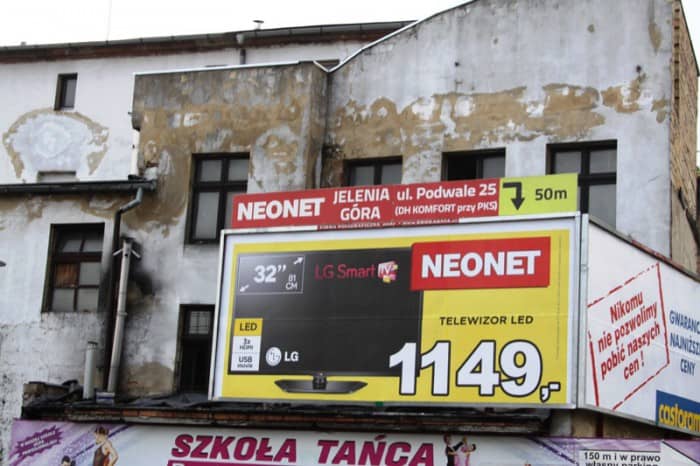 NEONET JELENIA ul. Podwale 25 50m
GÓRA (DH KOMFORT przy PKS)
32" 81 CM
LG Smart TV
NEONET
TELEWIZOR LED
1149,-
LED
3x
HDMI
USB
movie
LG
Nikomu
nie pozwolimy
pobić naszych
cen !
GWARANC
NAJNIŻSZ
CENY
castorama
SZKOŁA TAŃCA
150 m i w prawo
własny parking